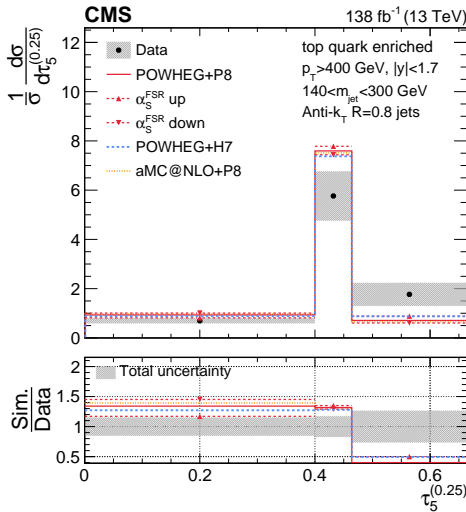 CMS 138 fb⁻¹ (13 TeV)
1/σ dσ/dτ₅^(0.25)
12
10
8
6
4
2
0
Data
POWHEG+P8
α_S^FSR up
α_S^FSR down
POWHEG+H7
aMC@NLO+P8
top quark enriched
p_T>400 GeV, |y|<1.7
140<m_jet<300 GeV
Anti-k_T R=0.8 jets
Sim.
Data
2
1.5
1
0.5
Total uncertainty
0 0.2 0.4 0.6
τ₅^(0.25)